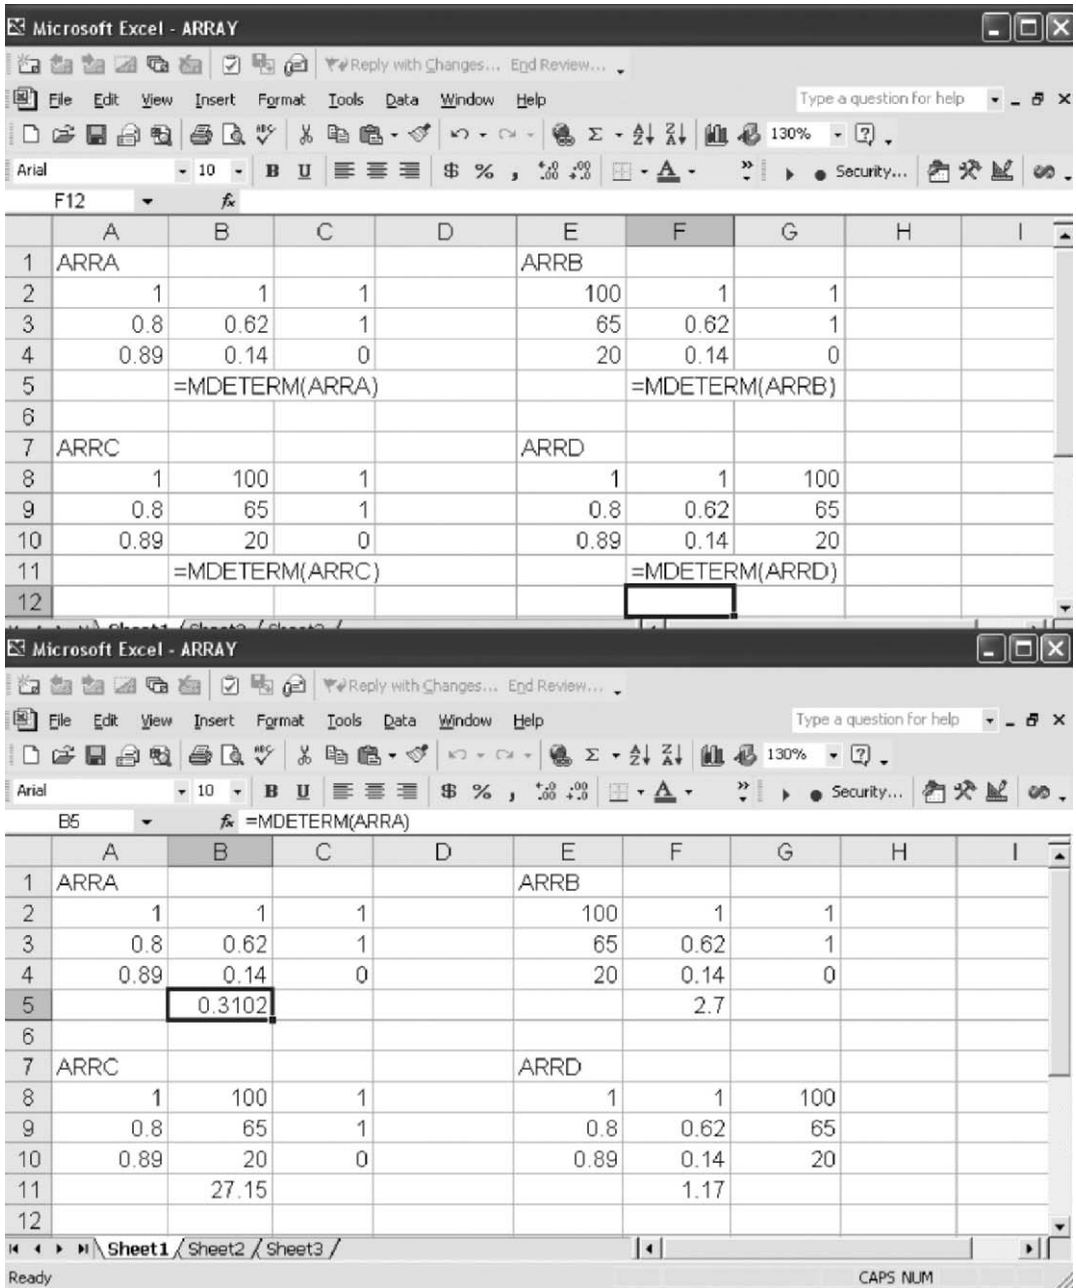 Microsoft Excel - ARRAY
Reply with Changes... End Review...
File Edit View Insert Format Tools Data Window Help Type a question for help
Σ 130%
Arial 10 B U $ % , Security...
F12 fx
A B C D E F G H I
1 ARRA ARRB
2 1 1 1 100 1 1
3 0.8 0.62 1 65 0.62 1
4 0.89 0.14 0 20 0.14 0
5 =MDETERM(ARRA) =MDETERM(ARRB)
6
7 ARRC ARRD
8 1 100 1 1 1 100
9 0.8 65 1 0.8 0.62 65
10 0.89 20 0 0.89 0.14 20
11 =MDETERM(ARRC) =MDETERM(ARRD)
12
Sheet1 / Sheet2 / Sheet3 /
Microsoft Excel - ARRAY
Reply with Changes... End Review...
File Edit View Insert Format Tools Data Window Help Type a question for help
Σ 130%
Arial 10 B U $ % , Security...
B5 fx =MDETERM(ARRA)
A B C D E F G H I
1 ARRA ARRB
2 1 1 1 100 1 1
3 0.8 0.62 1 65 0.62 1
4 0.89 0.14 0 20 0.14 0
5 0.3102 2.7
6
7 ARRC ARRD
8 1 100 1 1 1 100
9 0.8 65 1 0.8 0.62 65
10 0.89 20 0 0.89 0.14 20
11 27.15 1.17
12
Sheet1 / Sheet2 / Sheet3 /
Ready CAPS NUM